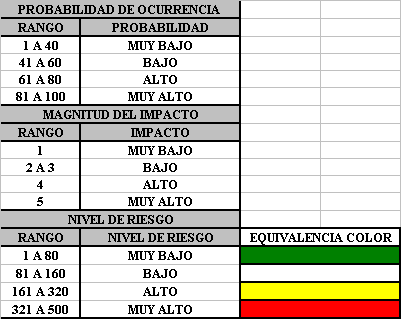 PROBABILIDAD DE OCURRENCIA
RANGO PROBABILIDAD
1 A 40 MUY BAJO
41 A 60 BAJO
61 A 80 ALTO
81 A 100 MUY ALTO
MAGNITUD DEL IMPACTO
RANGO IMPACTO
1 MUY BAJO
2 A 3 BAJO
4 ALTO
5 MUY ALTO
NIVEL DE RIESGO
RANGO NIVEL DE RIESGO EQUIVALENCIA COLOR
1 A 80 MUY BAJO
81 A 160 BAJO
161 A 320 ALTO
321 A 500 MUY ALTO